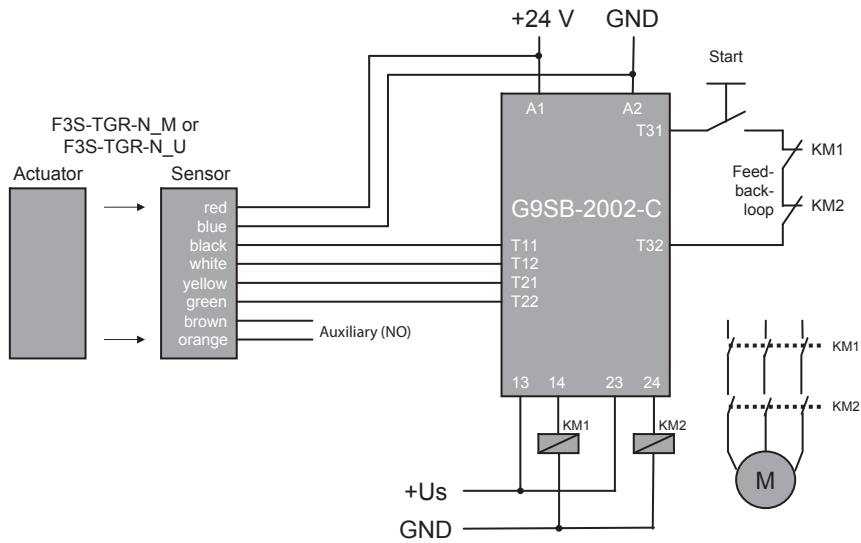 +24 V
GND
Start
A1
A2
T31
F3S-TGR-N_M or
F3S-TGR-N_U
Actuator
Sensor
KM1
Feed-
back-
loop
KM2
red
blue
black
white
yellow
green
brown
orange
G9SB-2002-C
T11
T12
T21
T22
T32
Auxiliary (NO)
13
14
23
24
KM1
KM2
KM1
KM2
M
+Us
GND